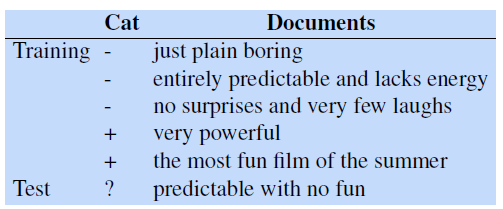 Cat Documents
Training - just plain boring
- entirely predictable and lacks energy
- no surprises and very few laughs
+ very powerful
+ the most fun film of the summer
Test ? predictable with no fun